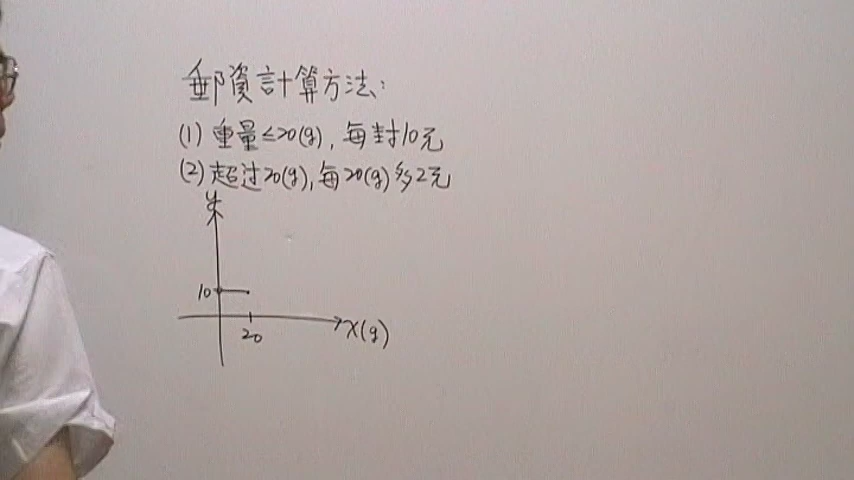 郵資計算方法:
(1) 重量≤20(g), 每封10元
(2) 超过20(g), 每20(g)多2元
y
10
20
x(g)